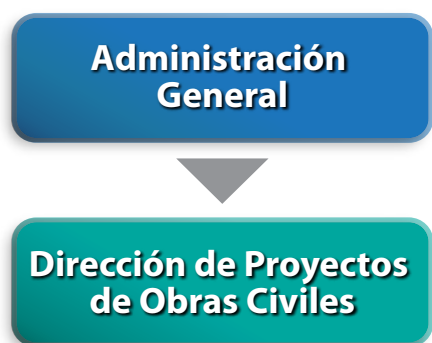 Administración
General
Dirección de Proyectos
de Obras Civiles